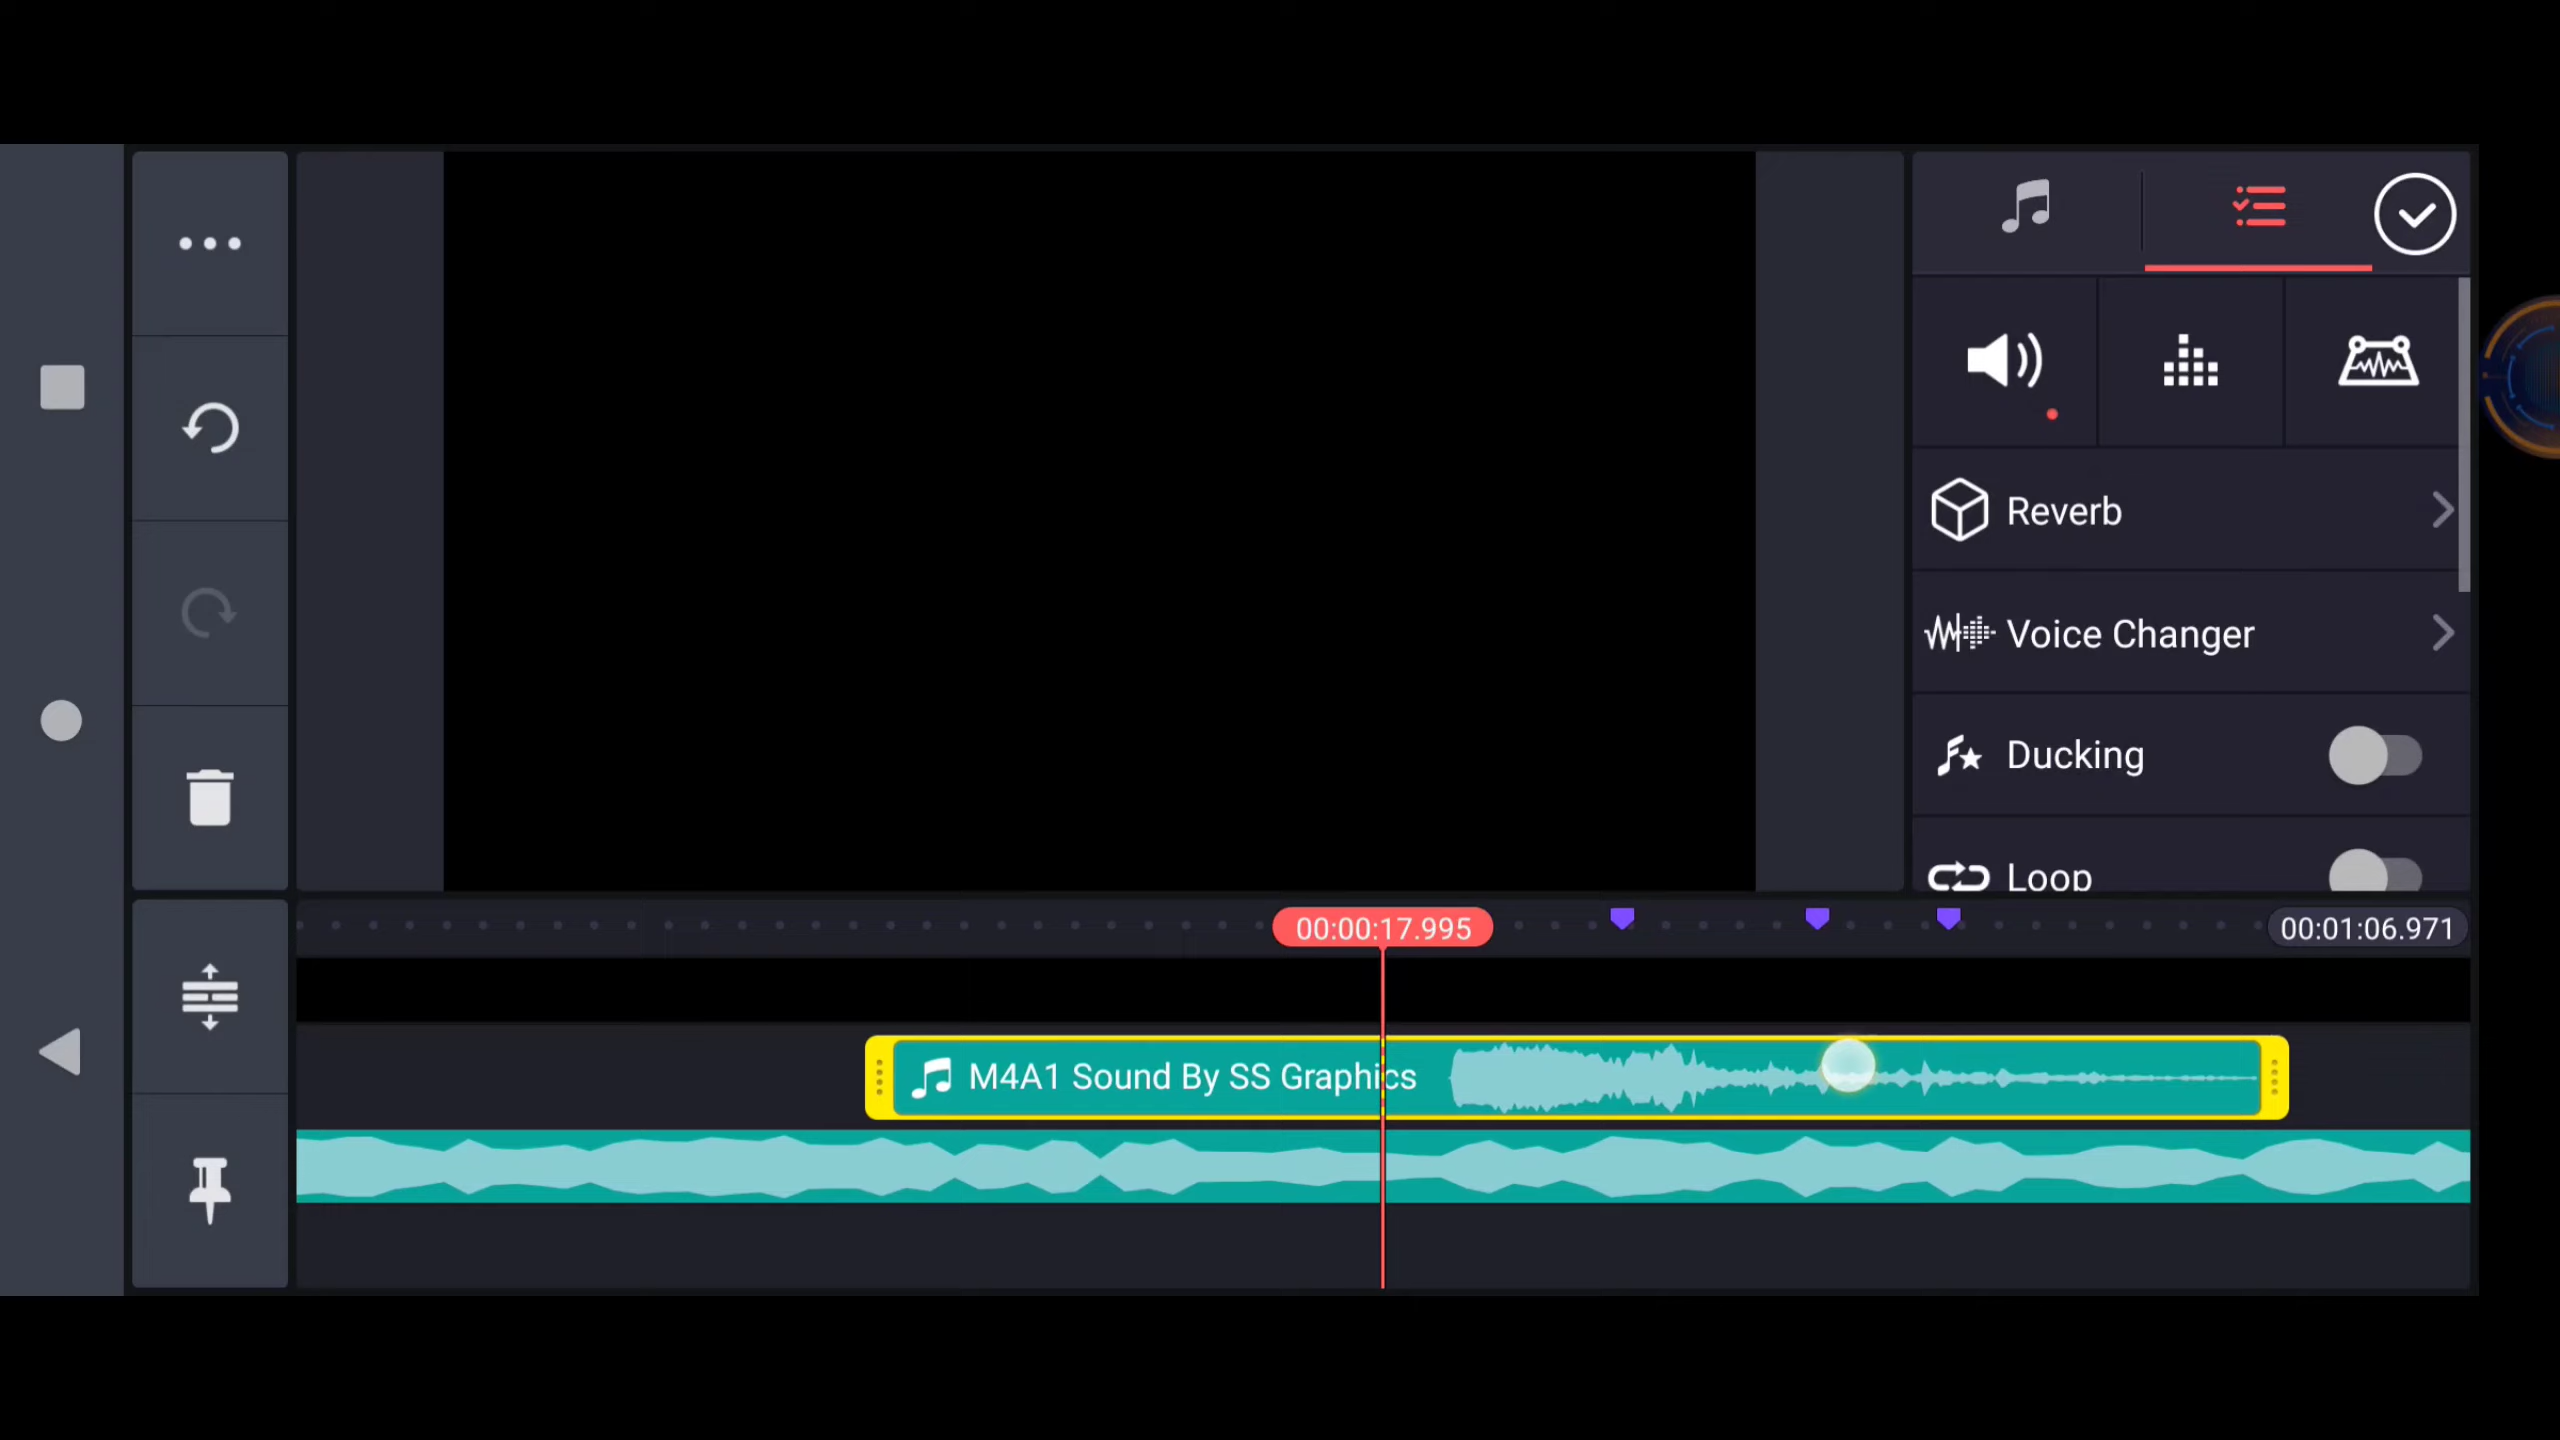 Reverb
Voice Changer
Ducking
Loop
00:00:17.995
00:01:06.971
M4A1 Sound By SS Graphics